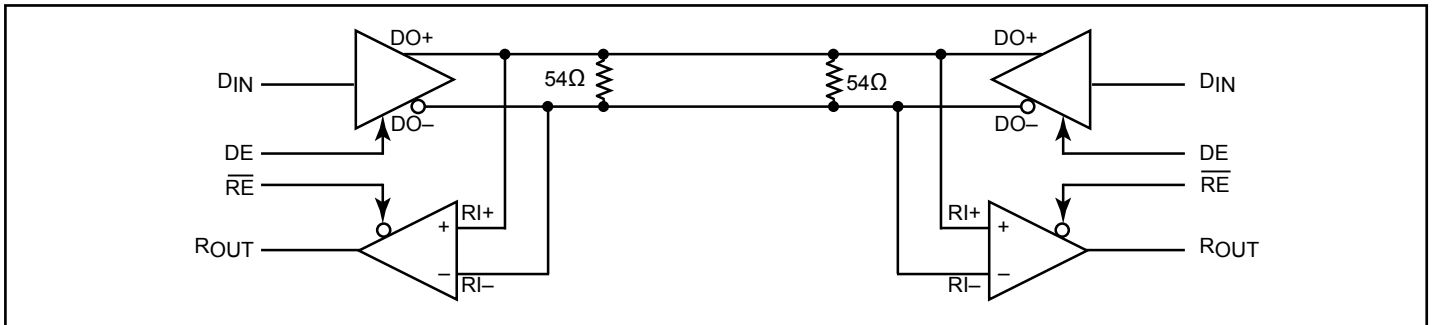 DO+ DO+
DIN 54Ω 54Ω DIN
DO– DO–
DE DE
RE RE
RI+ RI+
+ +
ROUT ROUT
– –
RI– RI–